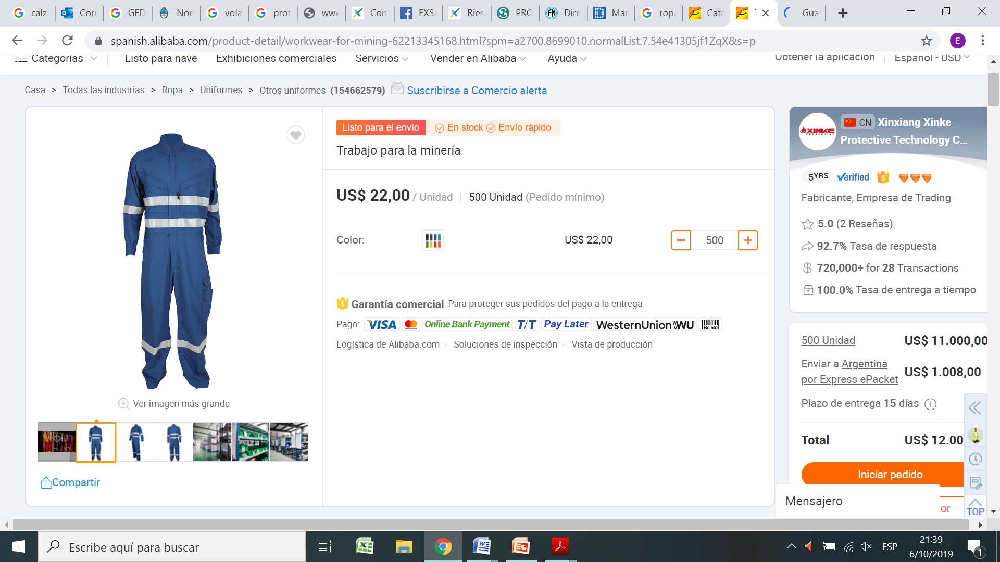 calz
Corr
GED
Nor
vola
prot
www
Con
EXS
Ries
PRO
Dire
Mar
ropa
Catá
Gua
spanish.alibaba.com/product-detail/workwear-for-mining-62213345168.html?spm=a2700.8699010.normalList.7.54e41305jf1ZqX&s=p
E
Categorías
Listo para nave
Exhibiciones comerciales
Servicios
Vender en Alibaba
Ayuda
Obtener la aplicación
Español - USD
Casa > Todas las industrias > Ropa > Uniformes > Otros uniformes (154662579) Suscribirse a Comercio alerta
Listo para el envío En stock Envío rápido
Trabajo para la minería
US$ 22,00 / Unidad | 500 Unidad (Pedido mínimo)
Color: US$ 22,00 − 500 +
Garantía comercial Para proteger sus pedidos del pago a la entrega
Pago: VISA mastercard Online Bank Payment T/T Pay Later WesternUnion WU Boleto
Logística de Alibaba.com • Soluciones de inspección • Vista de producción
Ver imagen más grande
Compartir
XINKE
PROTECTIVE
CN Xinxiang Xinke
Protective Technology C...
5YRS Verified
Fabricante, Empresa de Trading
5.0 (2 Reseñas)
92.7% Tasa de respuesta
720,000+ for 28 Transactions
100.0% Tasa de entrega a tiempo
500 Unidad US$ 11.000,00
Enviar a Argentina
por Express ePacket US$ 1.008,00
Plazo de entrega 15 días
Total US$ 12.00
Iniciar pedido
Mensajero
or
TOP
Escribe aquí para buscar
ESP
21:39
6/10/2019
1